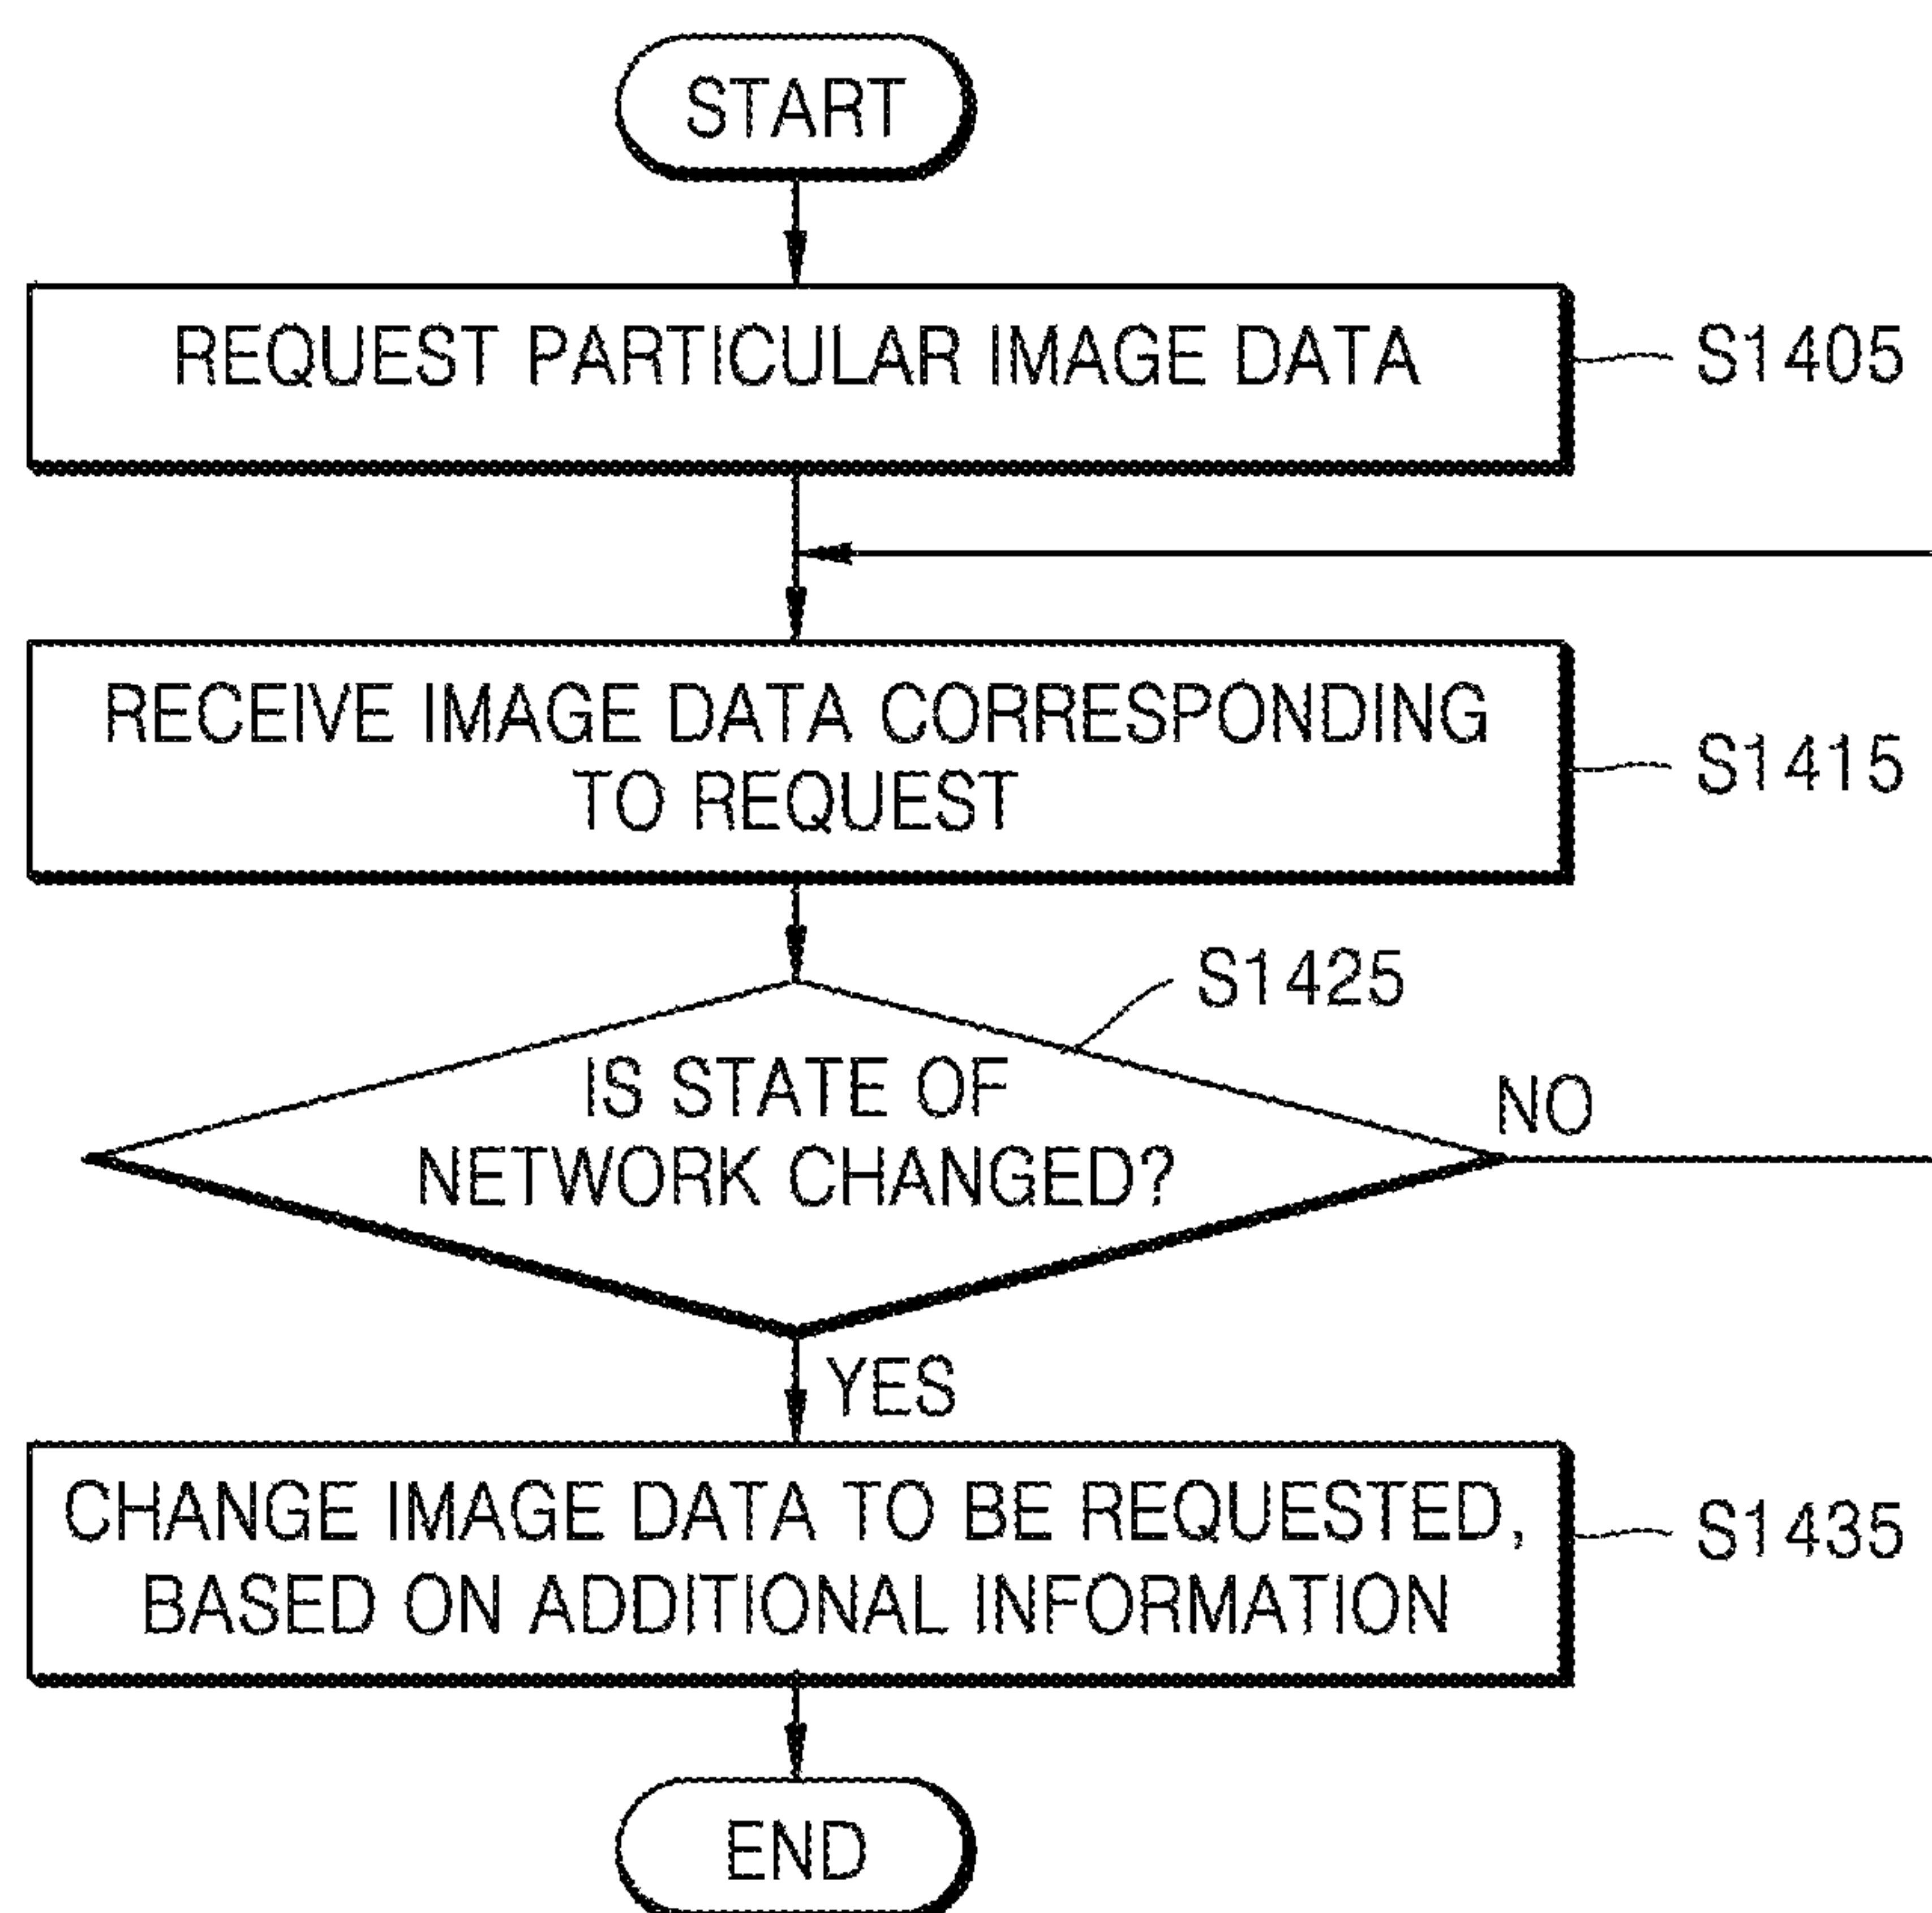 START
REQUEST PARTICULAR IMAGE DATA
S1405
RECEIVE IMAGE DATA CORRESPONDING
TO REQUEST
S1415
S1425
IS STATE OF
NETWORK CHANGED?
NO
YES
CHANGE IMAGE DATA TO BE REQUESTED,
BASED ON ADDITIONAL INFORMATION
S1435
END